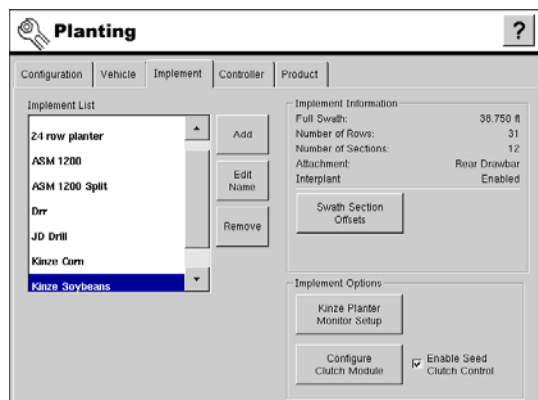 Planting
?
Configuration Vehicle Implement Controller Product
Implement List
24 row planter
ASM 1200
ASM 1200 Split
Drr
JD Drill
Kinze Corn
Kinze Soybeans
Add
Edit
Name
Remove
Implement Information
Full Swath: 38.750 ft
Number of Rows: 31
Number of Sections: 12
Attachment: Rear Drawbar
Interplant Enabled
Swath Section
Offsets
Implement Options
Kinze Planter
Monitor Setup
Configure
Clutch Module
Enable Seed
Clutch Control